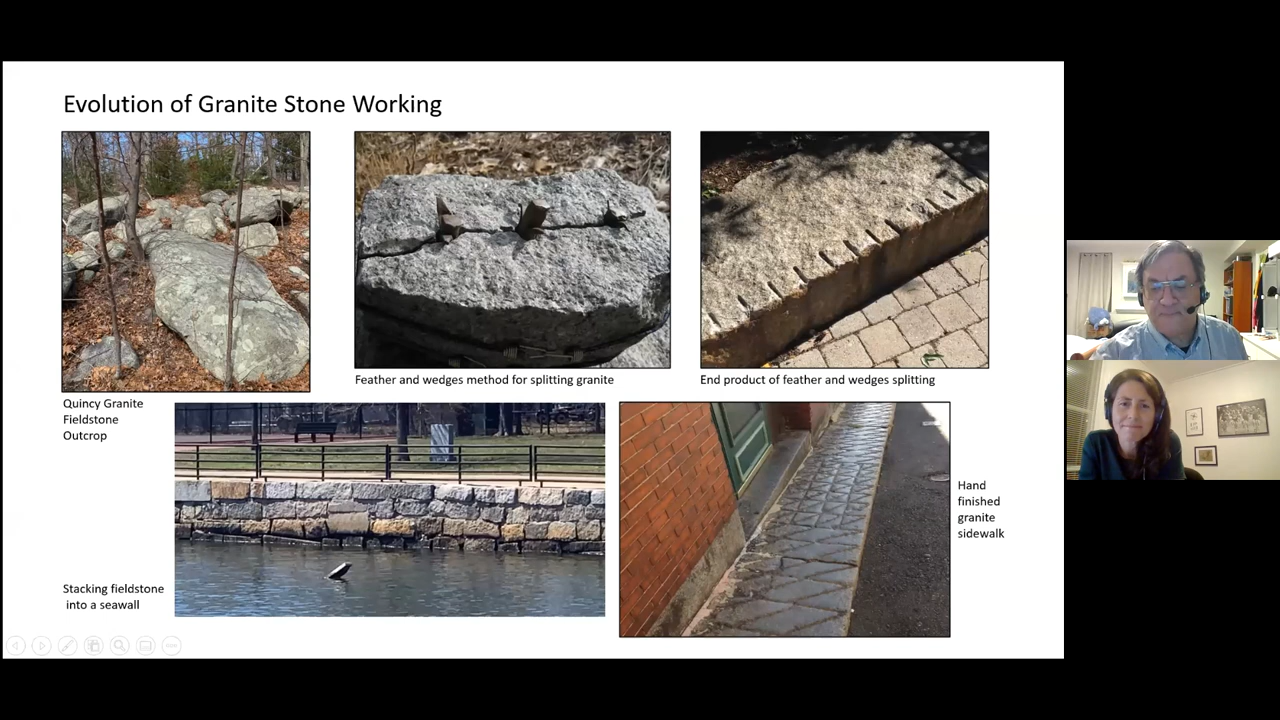 Evolution of Granite Stone Working
Quincy Granite
Fieldstone
Outcrop
Feather and wedges method for splitting granite
End product of feather and wedges splitting
Stacking fieldstone
into a seawall
Hand
finished
granite
sidewalk